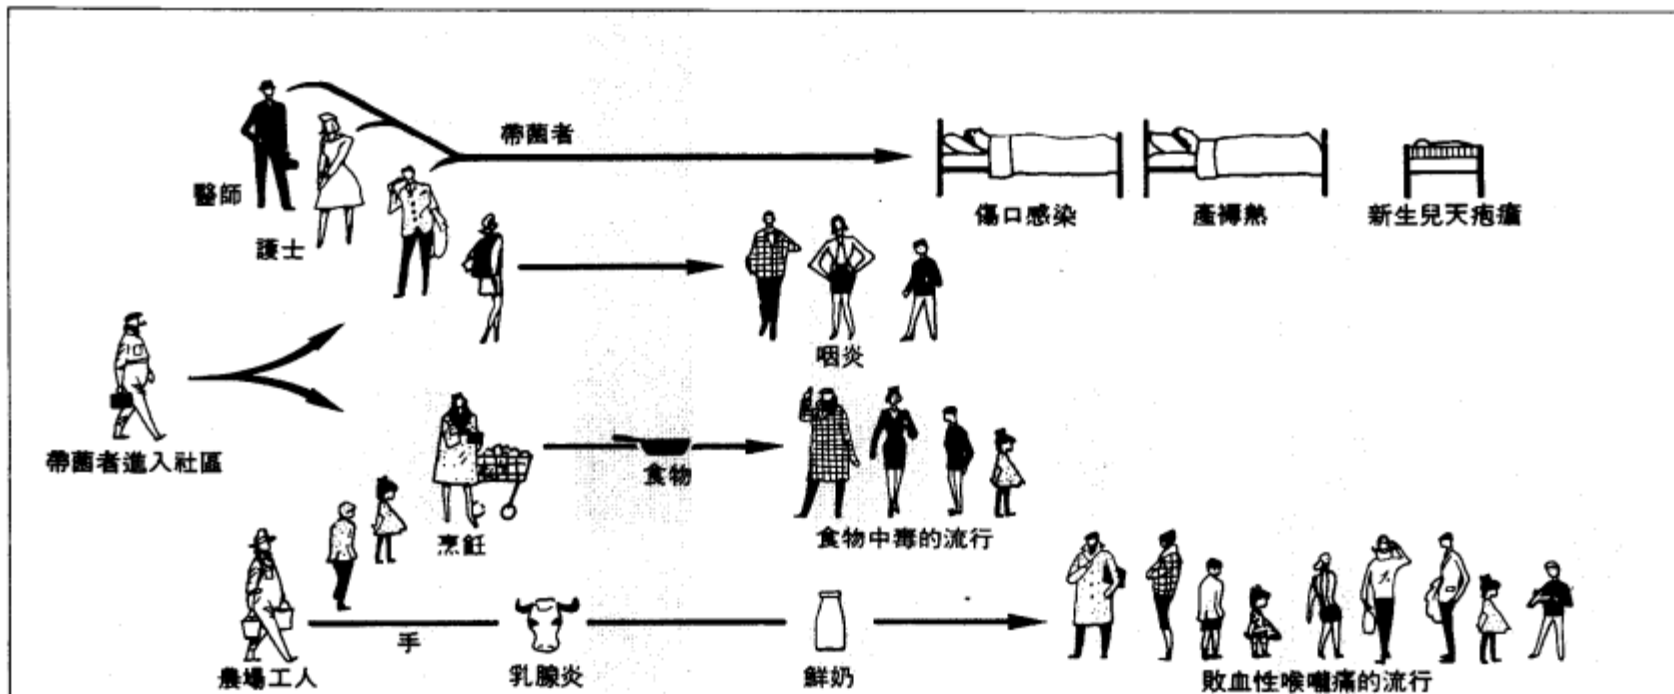 帶菌者
醫師
傷口感染
產褥熱
新生兒天疱瘡
護士
咽炎
帶菌者進入社區
食物
烹飪
食物中毒的流行
手
農場工人
乳腺炎
鮮奶
敗血性喉嚨痛的流行